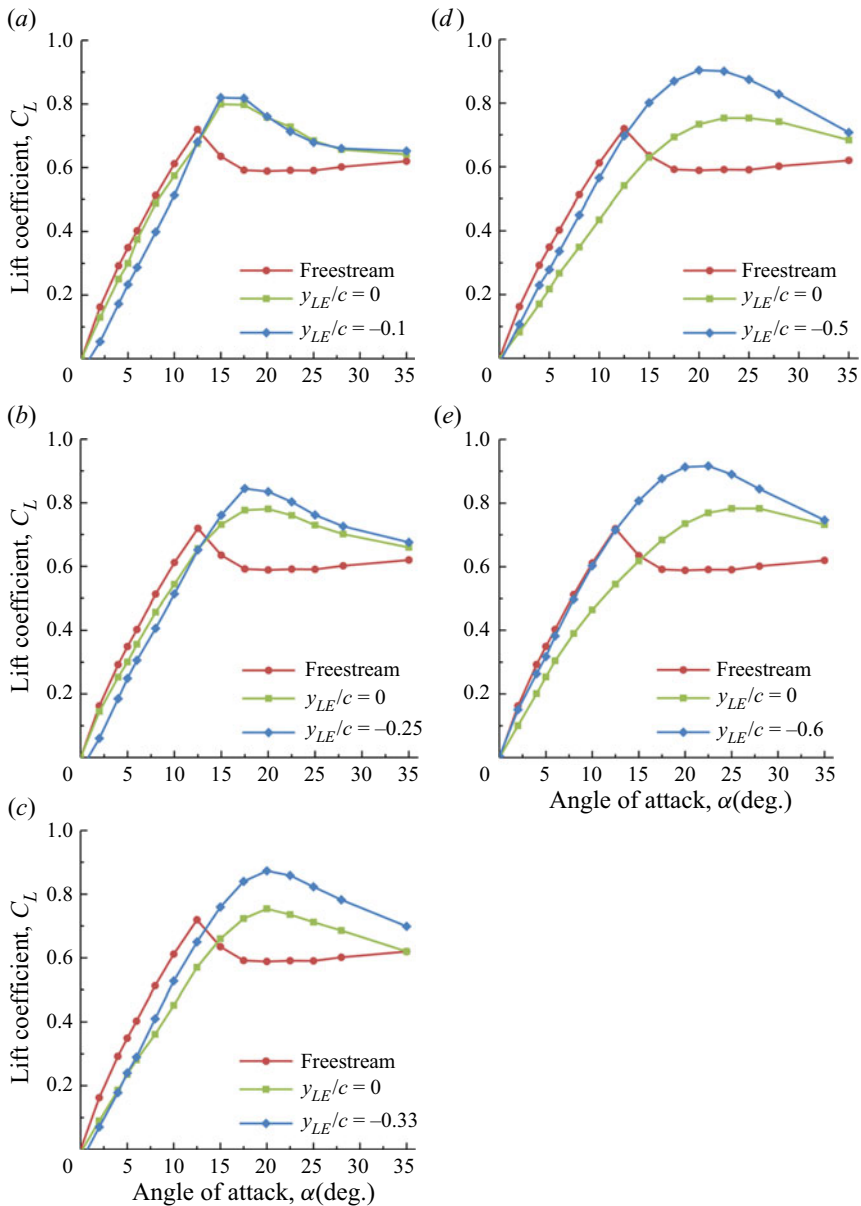 (a)
1.0
0.8
0.6
0.4
0.2
0
5
10
15
20
25
30
35
Lift coefficient, C_L
Freestream
y_LE/c = 0
y_LE/c = –0.1
(d)
1.0
0.8
0.6
0.4
0.2
0
5
10
15
20
25
30
35
Freestream
y_LE/c = 0
y_LE/c = –0.5
(b)
1.0
0.8
0.6
0.4
0.2
0
5
10
15
20
25
30
35
Lift coefficient, C_L
Freestream
y_LE/c = 0
y_LE/c = –0.25
(e)
1.0
0.8
0.6
0.4
0.2
0
5
10
15
20
25
30
35
Freestream
y_LE/c = 0
y_LE/c = –0.6
Angle of attack, α(deg.)
(c)
1.0
0.8
0.6
0.4
0.2
0
5
10
15
20
25
30
35
Lift coefficient, C_L
Freestream
y_LE/c = 0
y_LE/c = –0.33
Angle of attack, α(deg.)